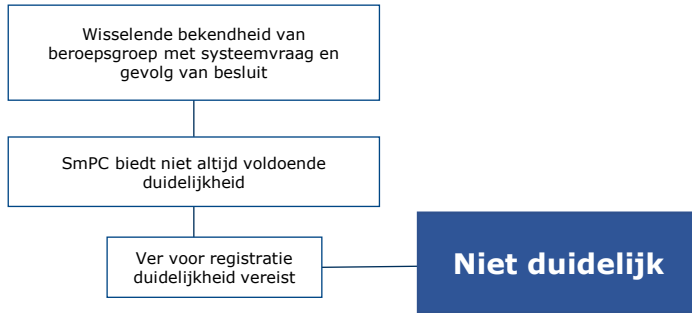 Wisselende bekendheid van
beroepsgroep met systeemvraag en
gevolg van besluit
SmPC biedt niet altijd voldoende
duidelijkheid
Ver voor registratie
duidelijkheid vereist
Niet duidelijk